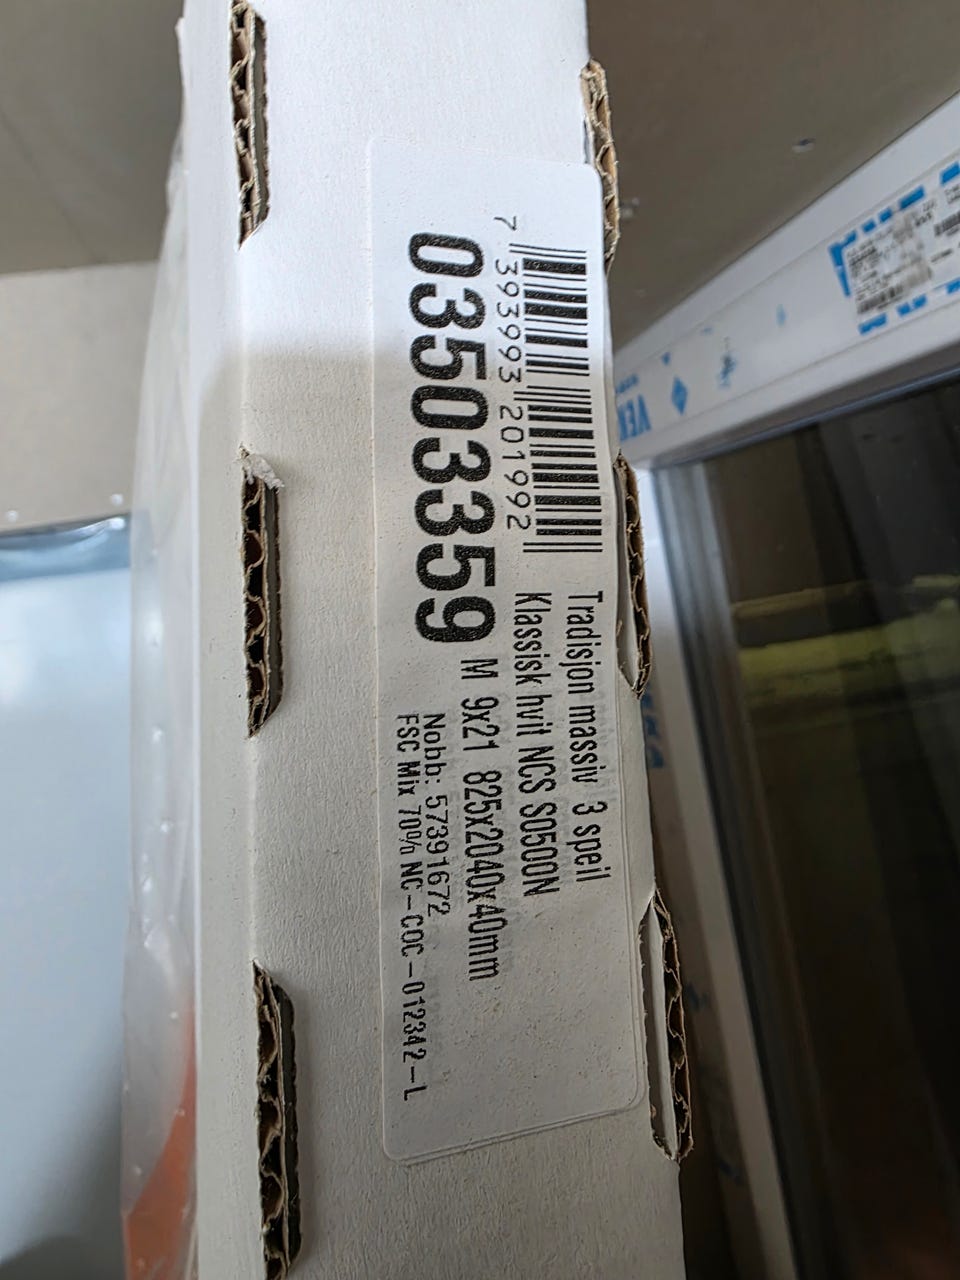 7 393993 201992
Tradisjon massiv 3 speil
Klassisk hvit NCS S0500N
03503359 M 9x21 825x2040x40mm
Nobb: 57391672
FSC Mix 70% NC-COC-012342-L